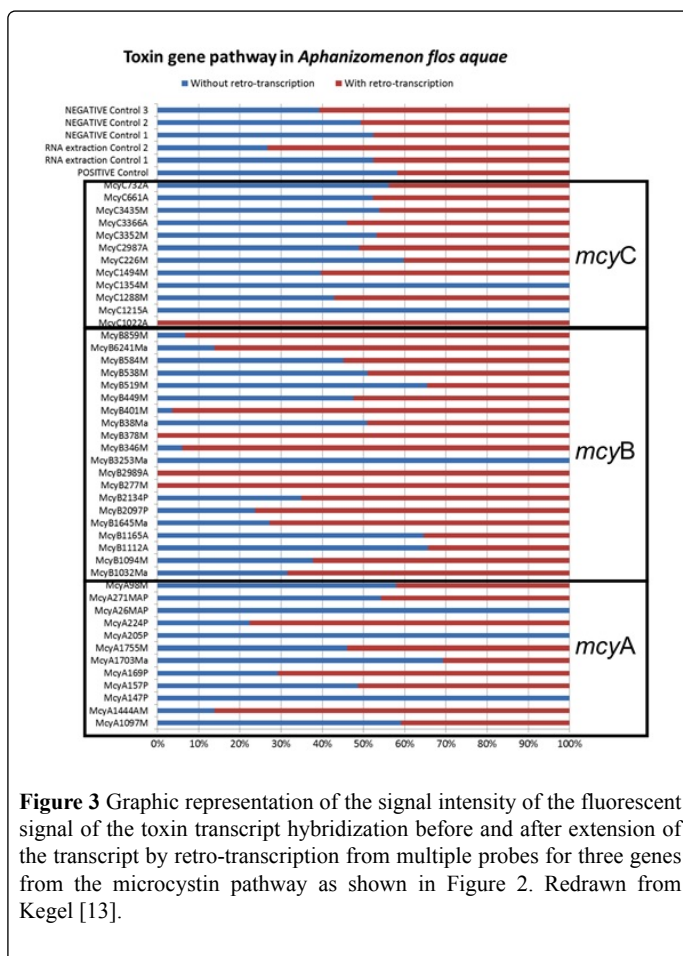 Toxin gene pathway in Aphanizomenon flos aquae
Without retro-transcription With retro-transcription
NEGATIVE Control 3
NEGATIVE Control 2
NEGATIVE Control 1
RNA extraction Control 2
RNA extraction Control 1
POSITIVE Control
McyC732A
McyC661A
McyC3435M
McyC3366A
McyC3352M
McyC2987A
McyC226M
McyC1494M
McyC1354M
McyC1288M
McyC1215A
McyC1022A
mcyC
McyB859M
McyB6241Ma
McyB584M
McyB538M
McyB519M
McyB449M
McyB401M
McyB38Ma
McyB378M
McyB346M
McyB3253Ma
McyB2989A
McyB277M
McyB2134P
McyB2097P
McyB1645Ma
McyB1165A
McyB1112A
McyB1094M
McyB1032Ma
mcyB
McyA98M
McyA271MAP
McyA26MAP
McyA224P
McyA205P
McyA1755M
McyA1703Ma
McyA169P
McyA157P
McyA147P
McyA1444AM
McyA1097M
mcyA
0% 10% 20% 30% 40% 50% 60% 70% 80% 90% 100%
Figure 3 Graphic representation of the signal intensity of the fluorescent
signal of the toxin transcript hybridization before and after extension of
the transcript by retro-transcription from multiple probes for three genes
from the microcystin pathway as shown in Figure 2. Redrawn from
Kegel [13].